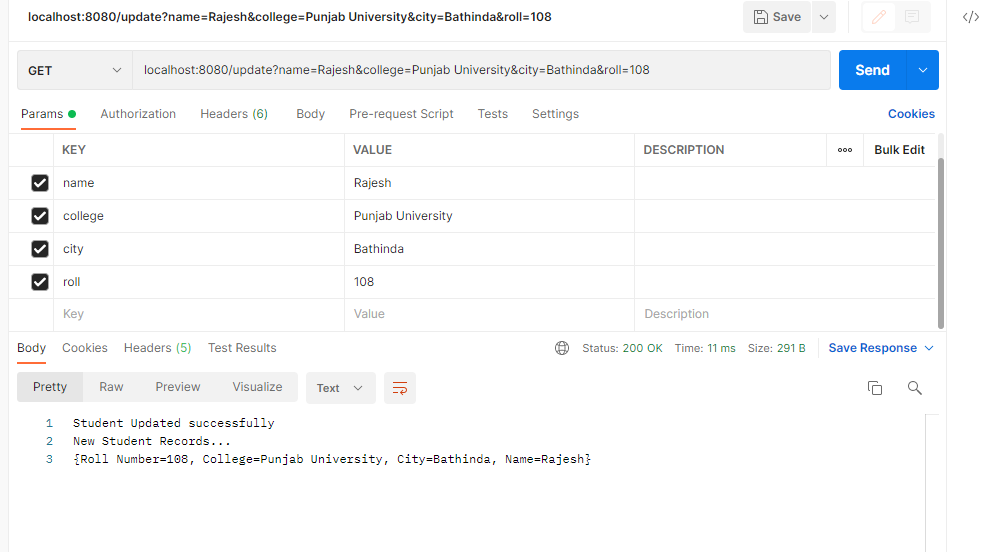 localhost:8080/update?name=Rajesh&college=Punjab University&city=Bathinda&roll=108 Save </>
GET localhost:8080/update?name=Rajesh&college=Punjab University&city=Bathinda&roll=108 Send
Params Authorization Headers (6) Body Pre-request Script Tests Settings Cookies
KEY VALUE DESCRIPTION ooo Bulk Edit
name Rajesh
college Punjab University
city Bathinda
roll 108
Key Value Description
Body Cookies Headers (5) Test Results Status: 200 OK Time: 11 ms Size: 291 B Save Response
Pretty Raw Preview Visualize Text
1 Student Updated successfully
2 New Student Records...
3 {Roll Number=108, College=Punjab University, City=Bathinda, Name=Rajesh}